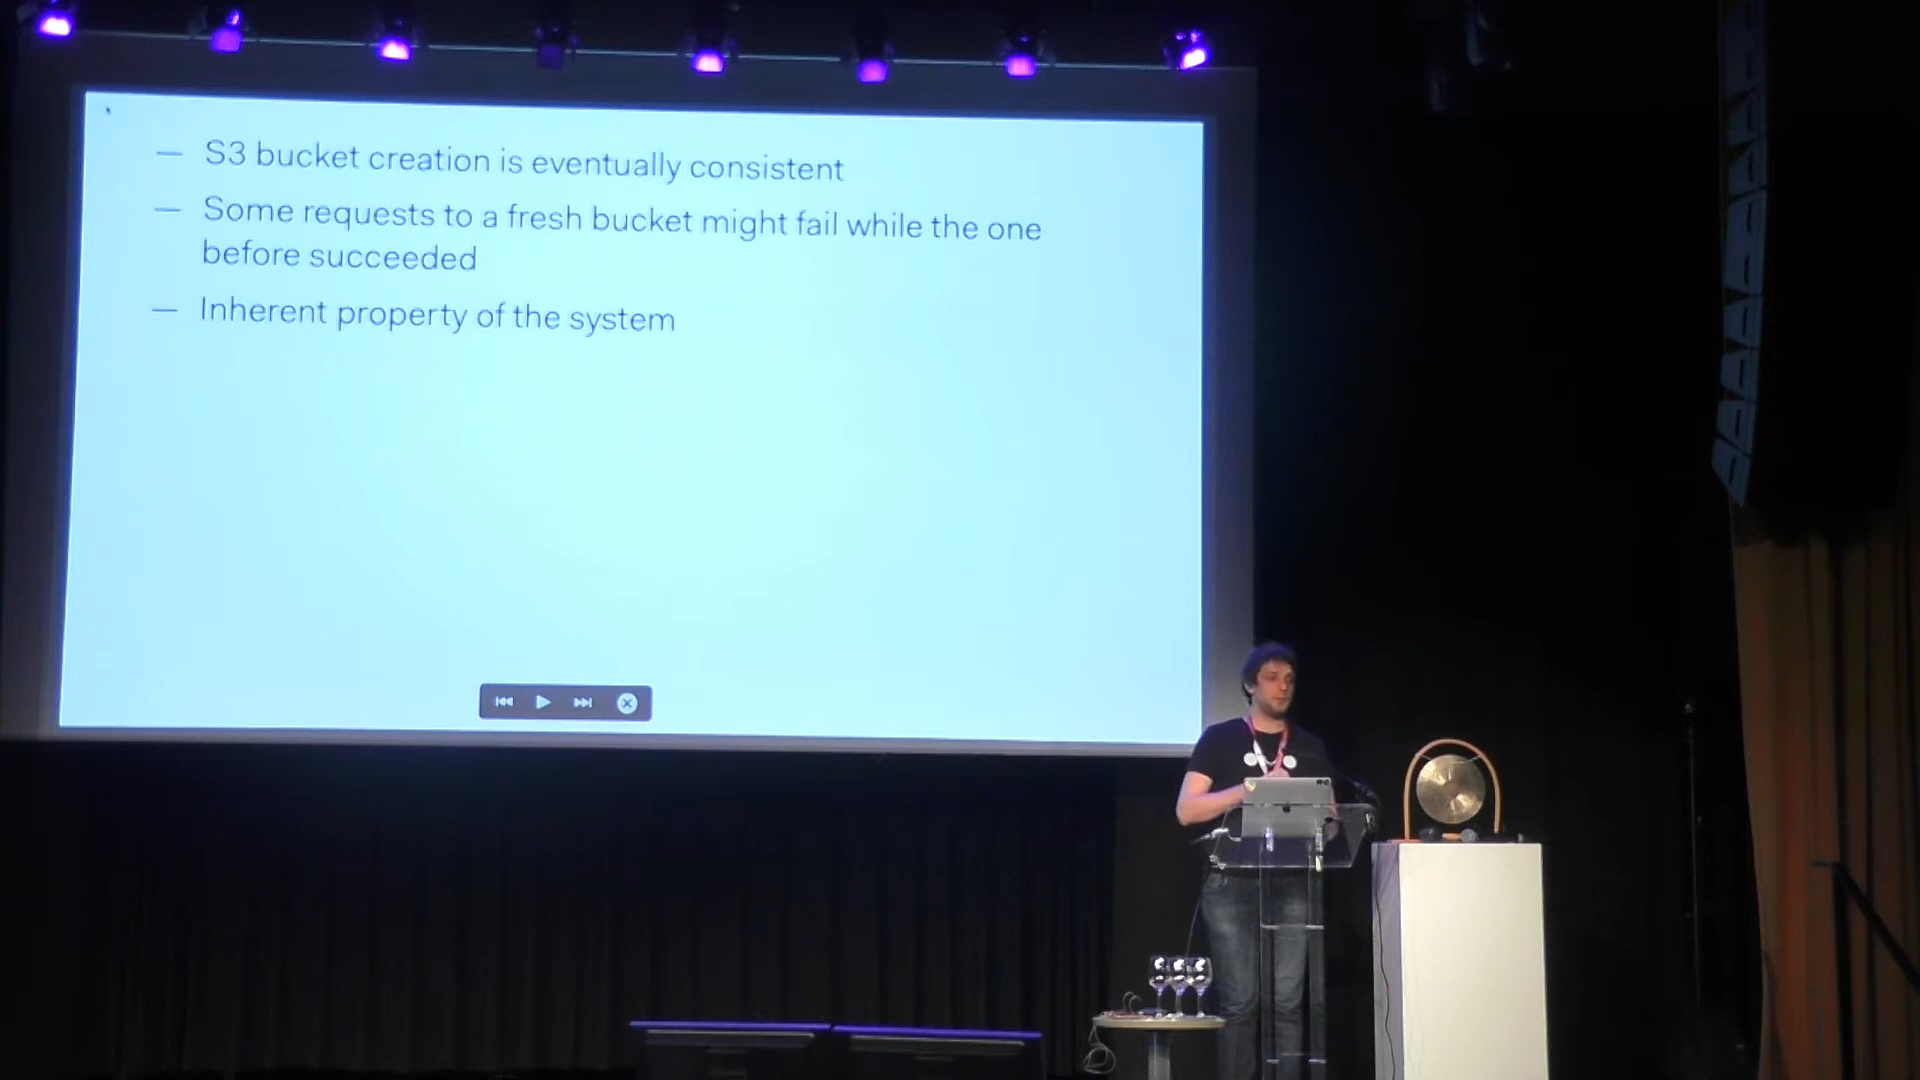 — S3 bucket creation is eventually consistent
— Some requests to a fresh bucket might fail while the one
before succeeded
— Inherent property of the system